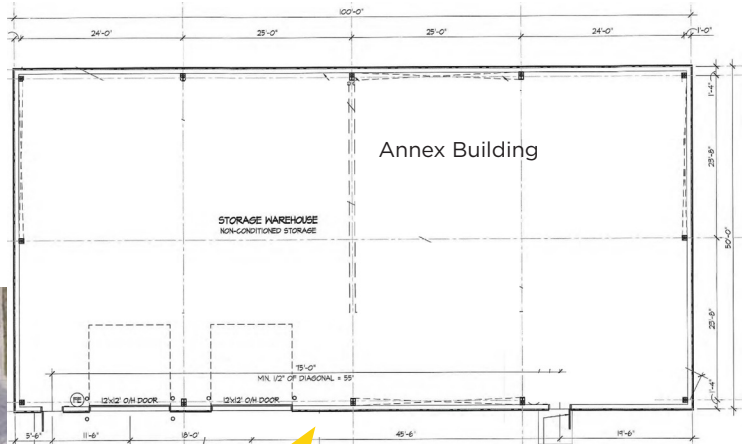 100'-0"
24'-0" 25'-0" 25'-0" 24'-0" 1'-0"
1'-4"
Annex Building
23'-8"
STORAGE WAREHOUSE
NON-CONDITIONED STORAGE
50'-0"
23'-8"
75'-0"
MIN. 1/2" OF DIAGONAL = 55'
1'-4"
FE 12'x12' O/H DOOR 12'x12' O/H DOOR
5'-6" 11'-6" 18'-0" 45'-6" 19'-6"